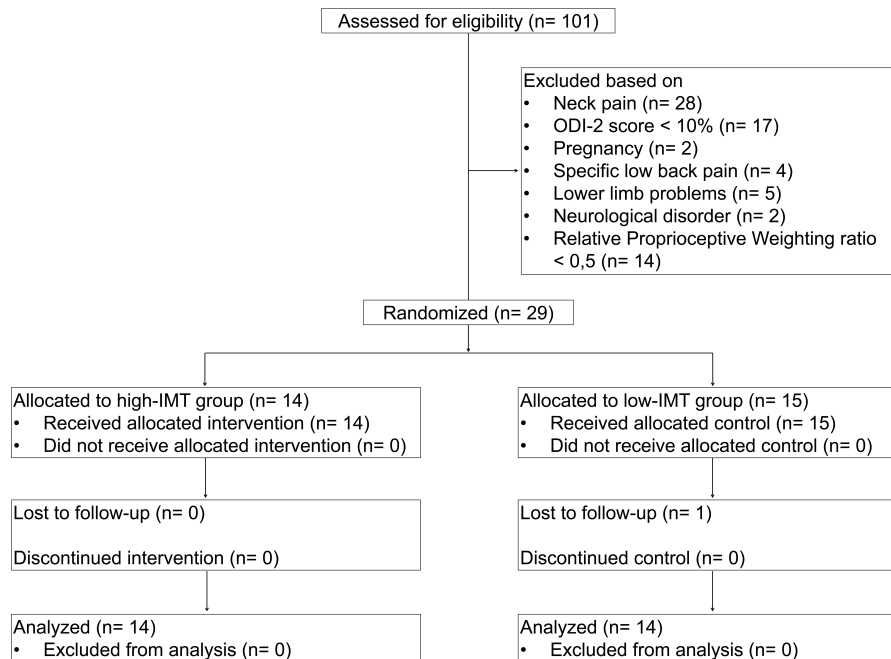 Assessed for eligibility (n= 101)
Excluded based on
• Neck pain (n= 28)
• ODI-2 score < 10% (n= 17)
• Pregnancy (n= 2)
• Specific low back pain (n= 4)
• Lower limb problems (n= 5)
• Neurological disorder (n= 2)
• Relative Proprioceptive Weighting ratio
< 0,5 (n= 14)
Randomized (n= 29)
Allocated to high-IMT group (n= 14)
• Received allocated intervention (n= 14)
• Did not receive allocated intervention (n= 0)
Allocated to low-IMT group (n= 15)
• Received allocated control (n= 15)
• Did not receive allocated control (n= 0)
Lost to follow-up (n= 0)
Discontinued intervention (n= 0)
Lost to follow-up (n= 1)
Discontinued control (n= 0)
Analyzed (n= 14)
• Excluded from analysis (n= 0)
Analyzed (n= 14)
• Excluded from analysis (n= 0)